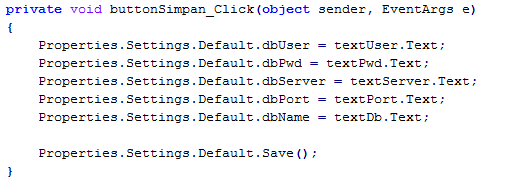 private void buttonSimpan_Click(object sender, EventArgs e)
{
    Properties.Settings.Default.dbUser = textUser.Text;
    Properties.Settings.Default.dbPwd = textPwd.Text;
    Properties.Settings.Default.dbServer = textServer.Text;
    Properties.Settings.Default.dbPort = textPort.Text;
    Properties.Settings.Default.dbName = textDb.Text;

    Properties.Settings.Default.Save();
}